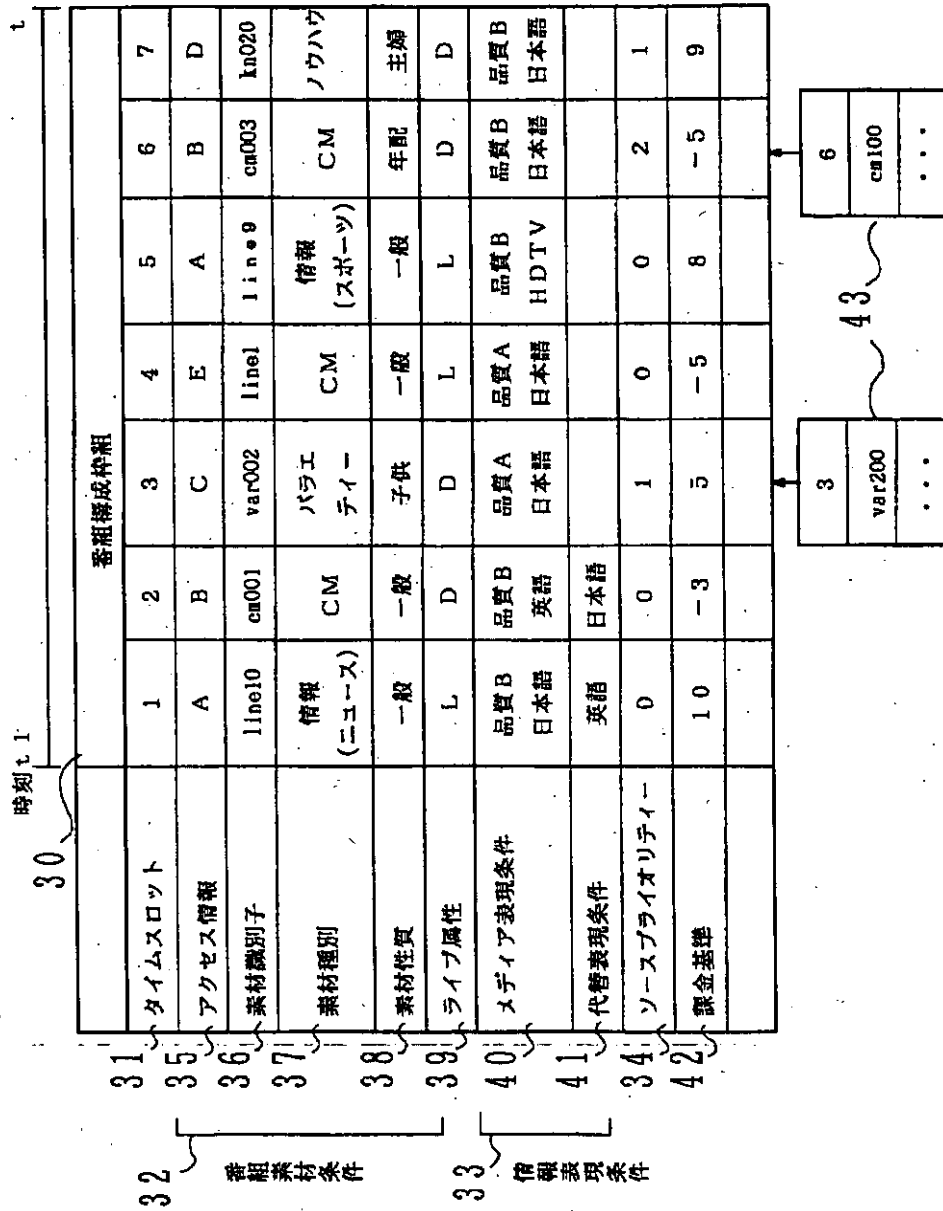 時刻 t 1 t
30
番組構成枠組
31 タイムスロット 1 2 3 4 5 6 7
35 アクセス情報 A B C E A B D
36 素材識別子 line10 cm001 var002 line1 line9 cm003 kn020
37 素材種別 情報 (ニュース) CM バラエティー CM 情報 (スポーツ) CM ノウハウ
38 素材性質 一般 一般 子供 一般 一般 年配 主婦
39 ライブ属性 L D D L L D D
40 メディア表現条件 品質B 日本語 品質B 英語 品質A 日本語 品質A 日本語 品質B HDTV 品質B 日本語 品質B 日本語
41 代替表現条件 英語 日本語
34 ソースプライオリティー 0 0 1 0 0 2 1
42 課金基準 10 -3 5 -5 8 -5 9
32 番組素材条件
33 情報表現条件
43
3
var200
・・・
6
cm100
・・・